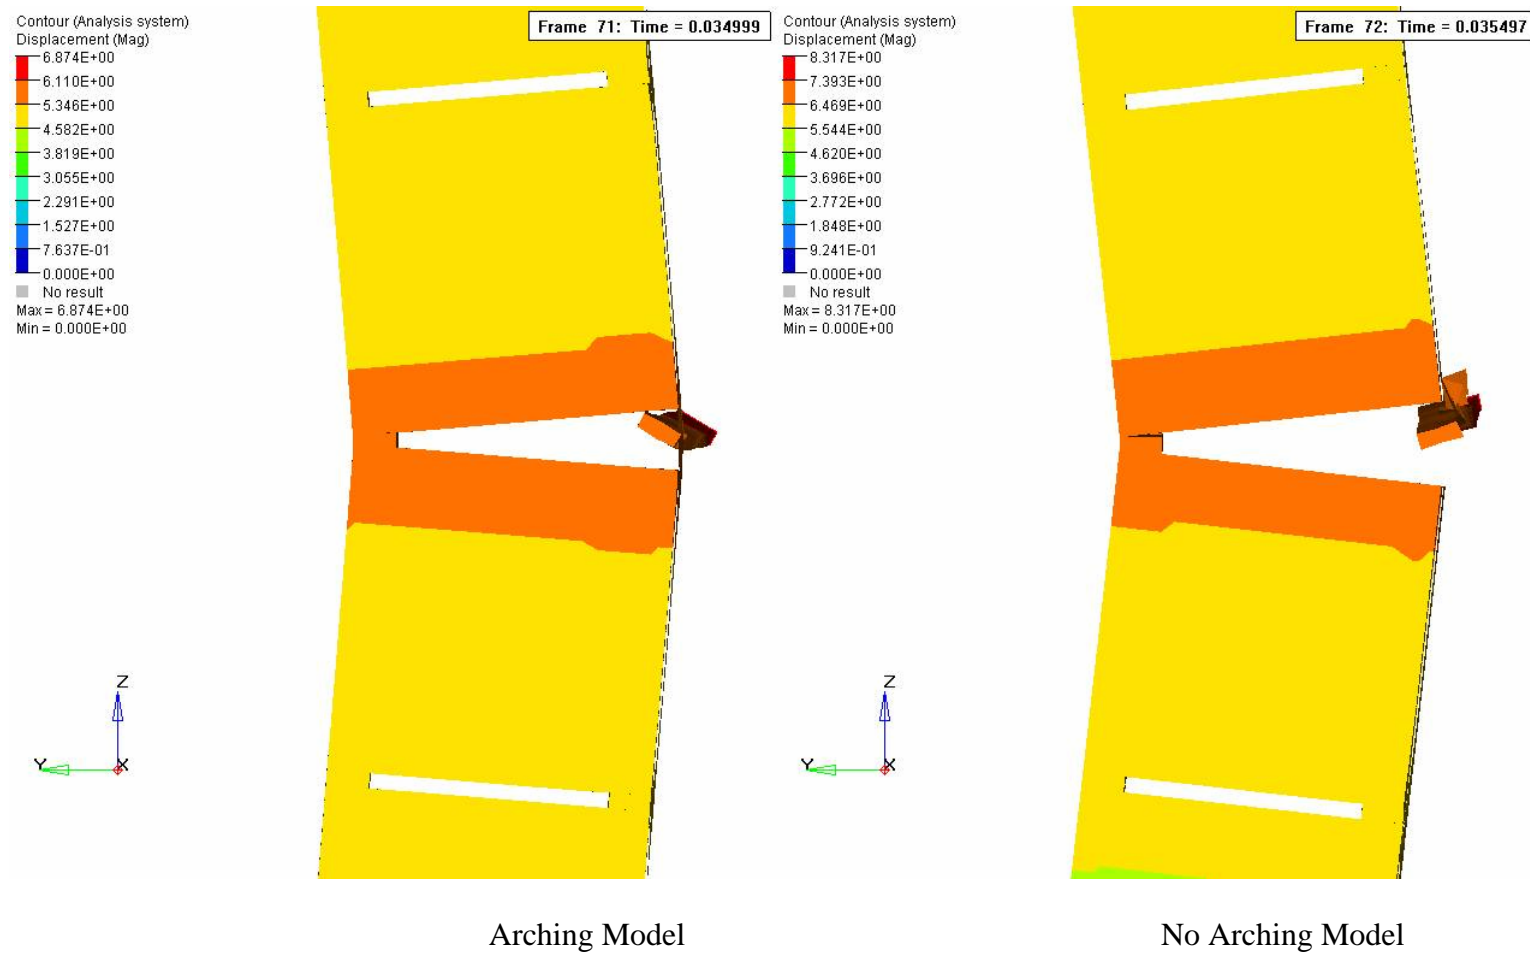 Contour (Analysis system)
Displacement (Mag)
6.874E+00
6.110E+00
5.346E+00
4.582E+00
3.819E+00
3.055E+00
2.291E+00
1.527E+00
7.637E-01
0.000E+00
No result
Max = 6.874E+00
Min = 0.000E+00
Frame 71: Time = 0.034999
Z
Y
X
Arching Model
Contour (Analysis system)
Displacement (Mag)
8.317E+00
7.393E+00
6.469E+00
5.544E+00
4.620E+00
3.696E+00
2.772E+00
1.848E+00
9.241E-01
0.000E+00
No result
Max = 8.317E+00
Min = 0.000E+00
Frame 72: Time = 0.035497
Z
Y
X
No Arching Model